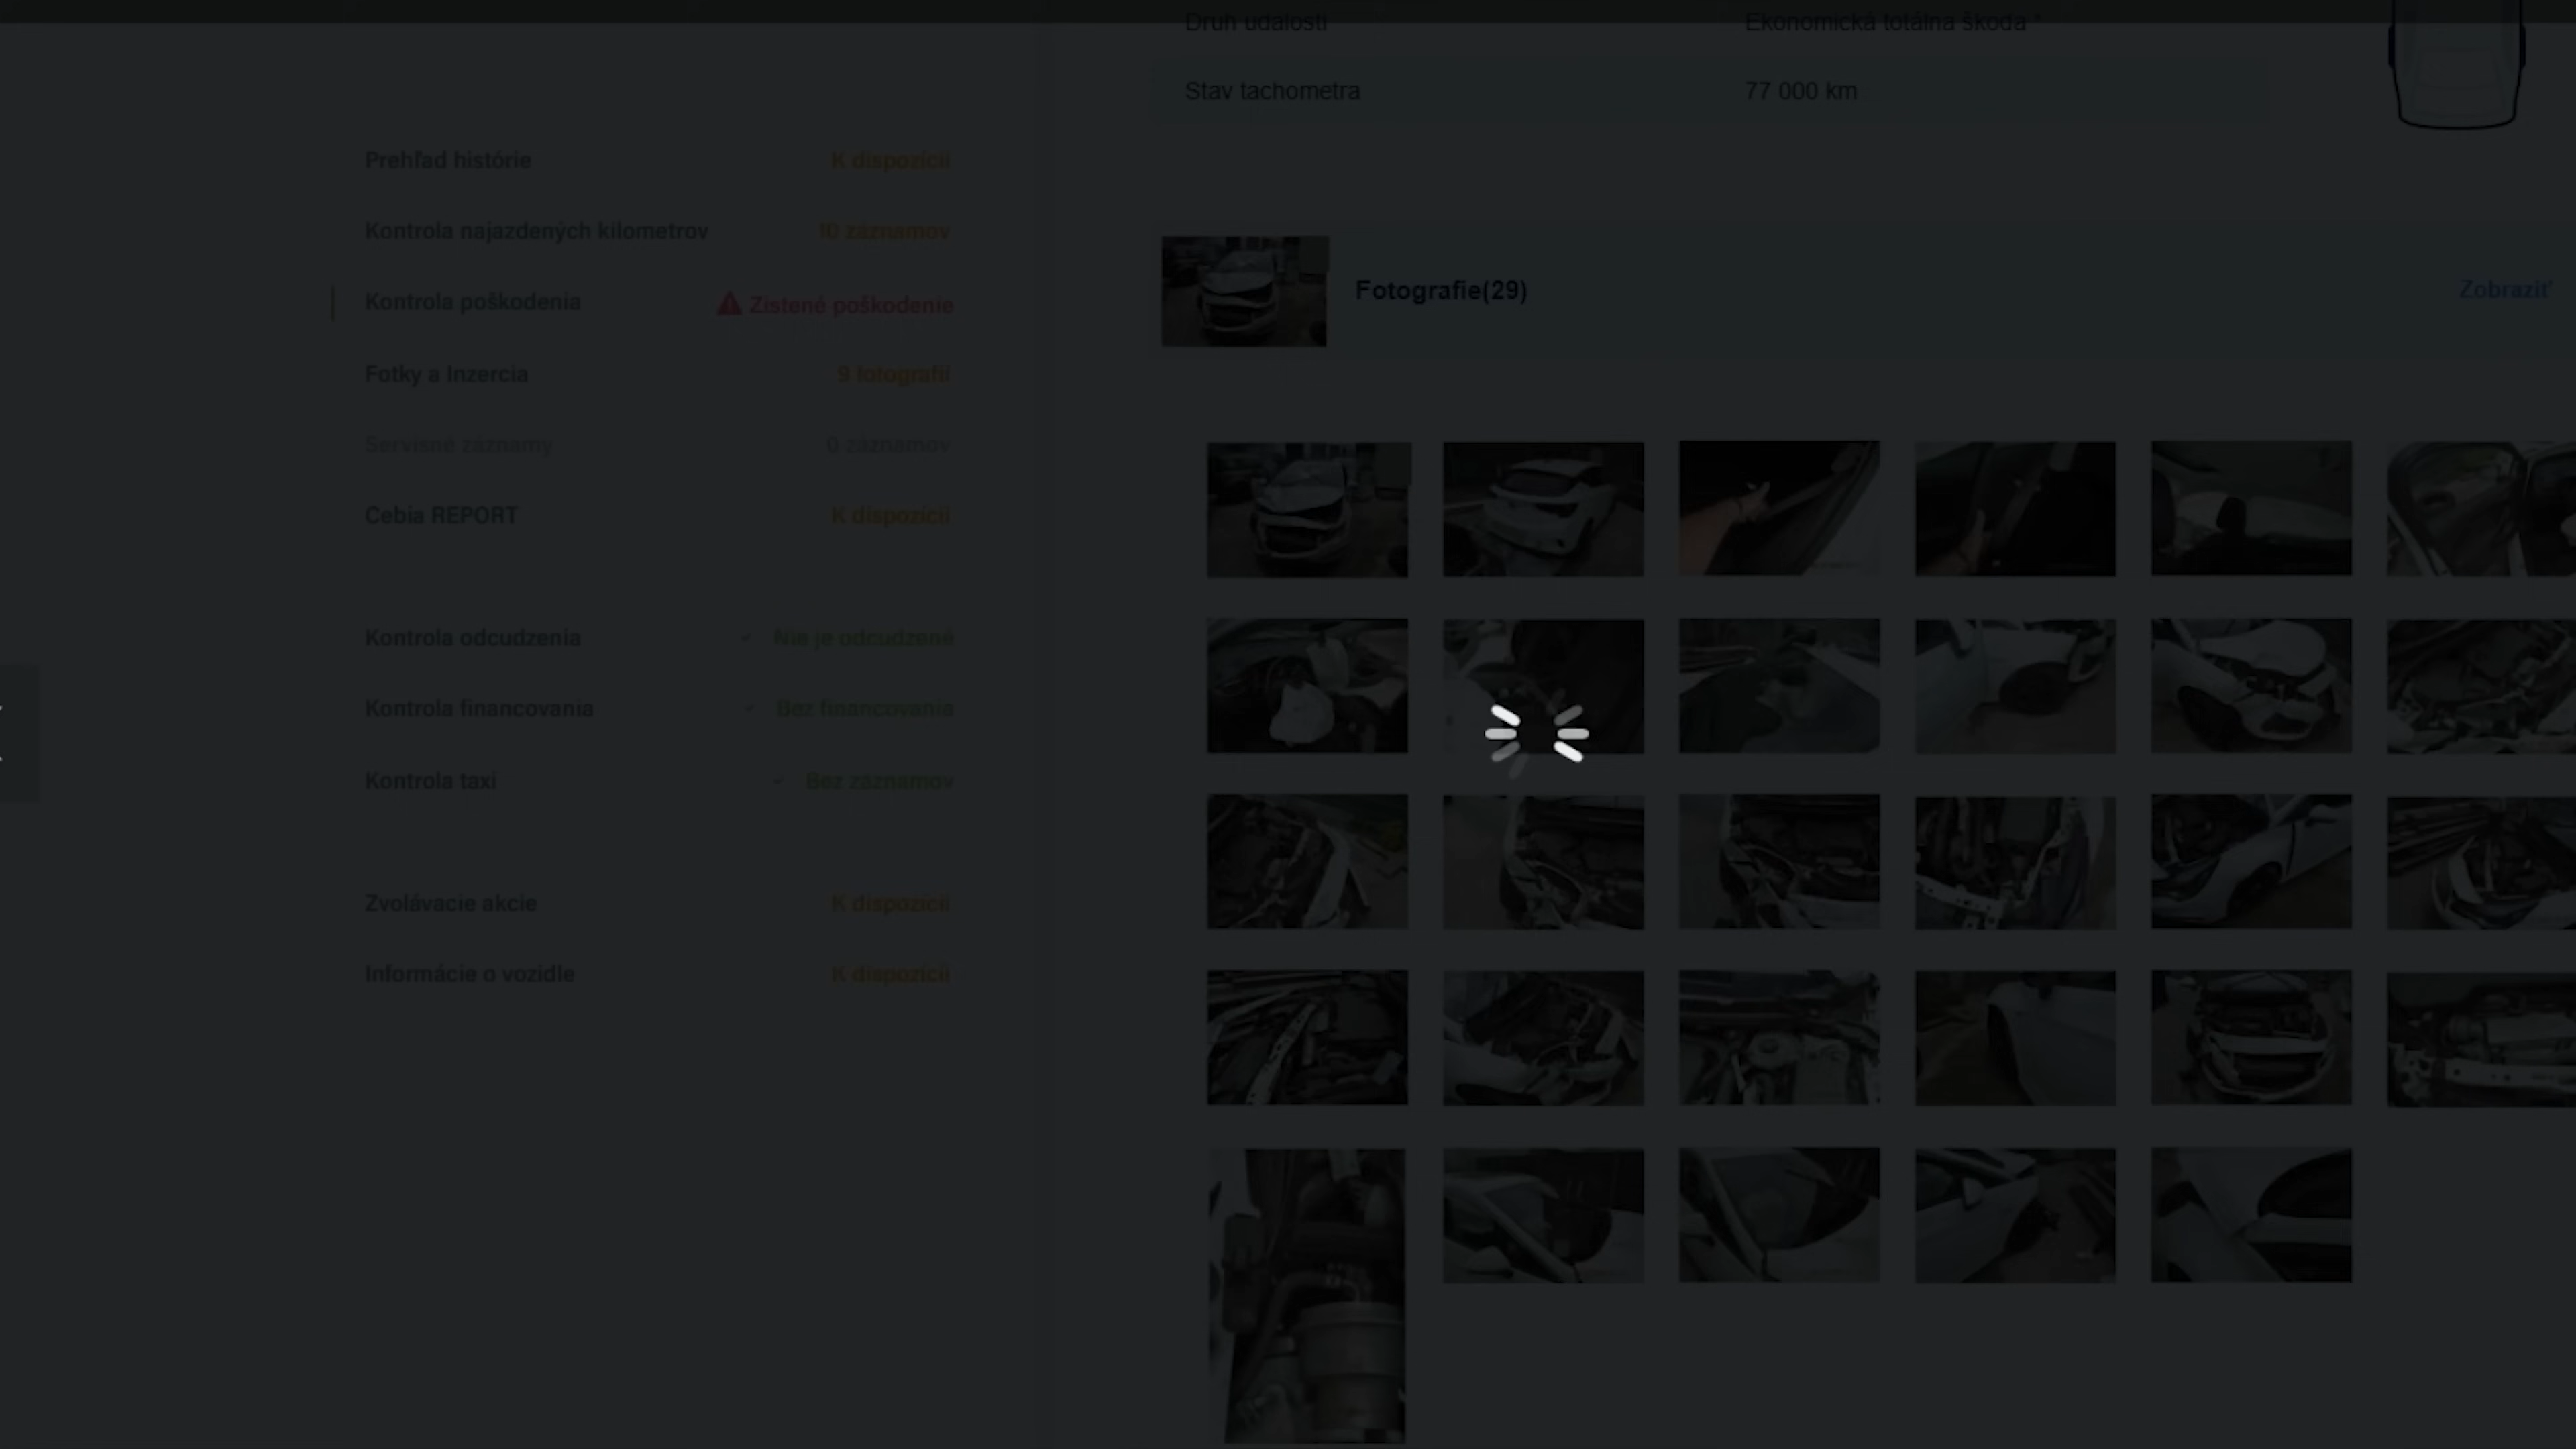 Druh udalosti Ekonomická totálna škoda *
Stav tachometra 77 000 km
Prehľad histórie K dispozícii
Kontrola najazdených kilometrov 10 záznamov
Kontrola poškodenia Zistené poškodenie
Fotky a Inzercia 9 fotografií
Servisné záznamy 0 záznamov
Cebia REPORT K dispozícii
Kontrola odcudzenia Nie je odcudzené
Kontrola financovania Bez financovania
Kontrola taxi Bez záznamov
Zvolávacie akcie K dispozícii
Informácie o vozidle K dispozícii
Fotografie(29) Zobraziť